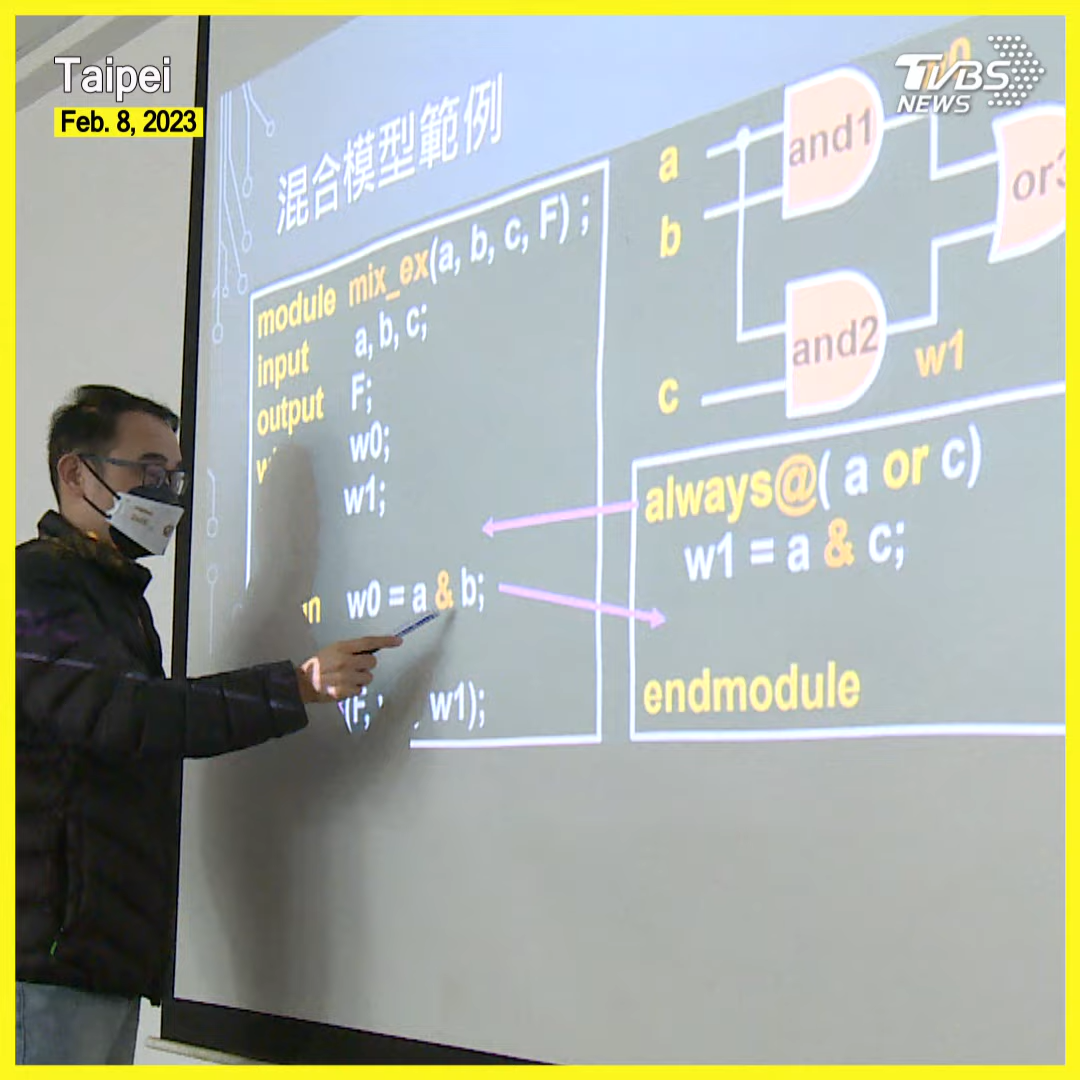 Taipei
Feb. 8, 2023
TVBS
NEWS
混合模型範例
module mix_ex(a, b, c, F) ;
input a, b, c;
output F;
w0;
w1;
w0 = a & b;
(F, , w1);
a
b
c
and1
and2
w1
always@( a or c)
w1 = a & c;
endmodule